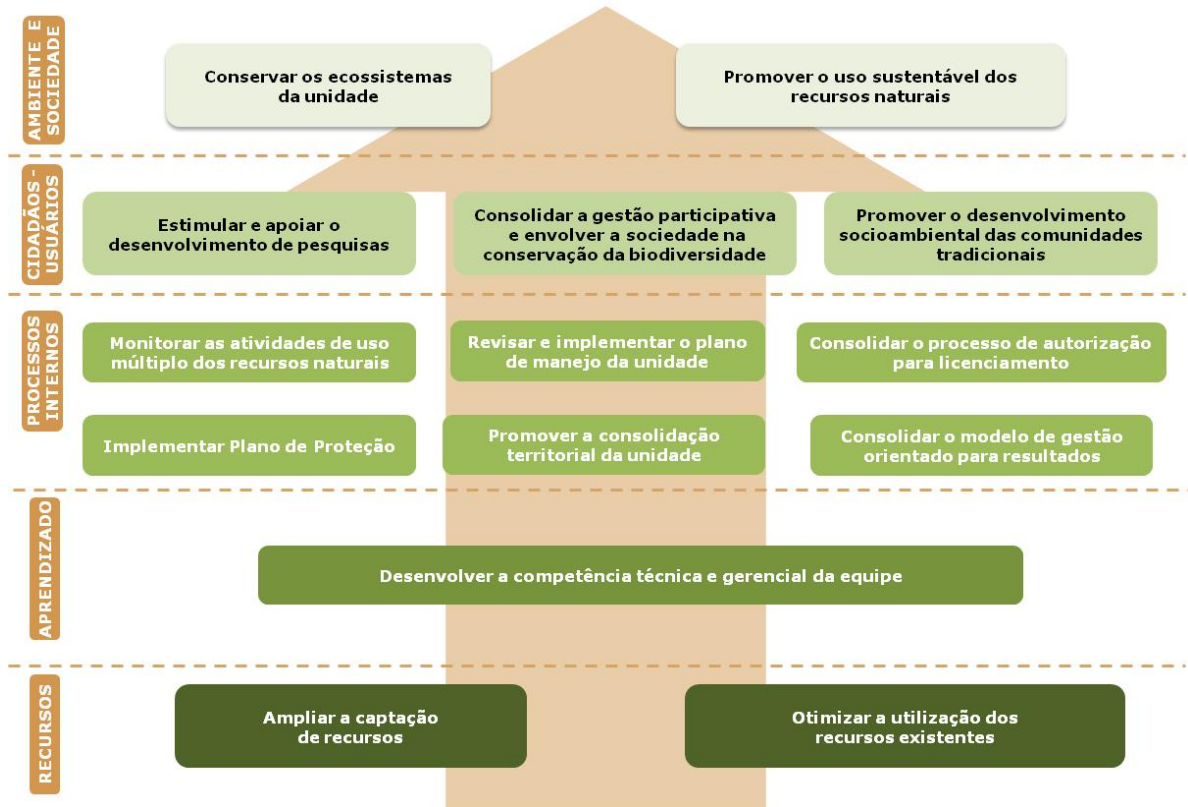 AMBIENTE E
SOCIEDADE
Conservar os ecossistemas
da unidade
Promover o uso sustentável dos
recursos naturais
CIDADÃOS -
USUÁRIOS
Estimular e apoiar o
desenvolvimento de pesquisas
Consolidar a gestão participativa
e envolver a sociedade na
conservação da biodiversidade
Promover o desenvolvimento
socioambiental das comunidades
tradicionais
PROCESSOS
INTERNOS
Monitorar as atividades de uso
múltiplo dos recursos naturais
Revisar e implementar o plano
de manejo da unidade
Consolidar o processo de autorização
para licenciamento
Implementar Plano de Proteção
Promover a consolidação
territorial da unidade
Consolidar o modelo de gestão
orientado para resultados
APRENDIZADO
Desenvolver a competência técnica e gerencial da equipe
RECURSOS
Ampliar a captação
de recursos
Otimizar a utilização dos
recursos existentes